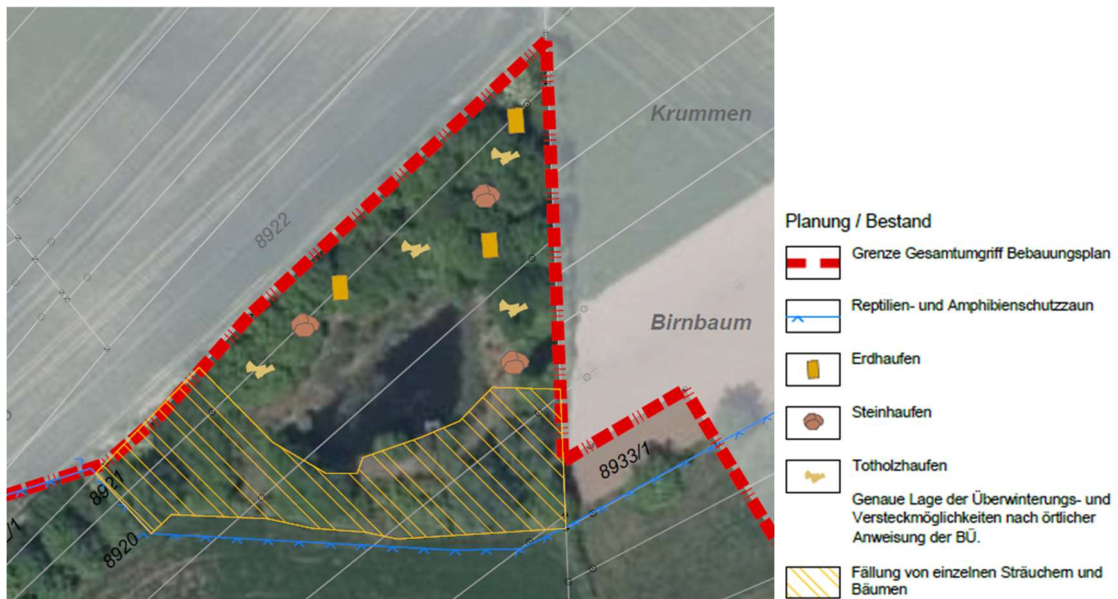 Krummen
8922
Birnbaum
8933/1
8921
/1
8920
Planung / Bestand
Grenze Gesamtumgriff Bebauungsplan
Reptilien- und Amphibienschutzzaun
Erdhaufen
Steinhaufen
Totholzhaufen
Genaue Lage der Überwinterungs- und
Versteckmöglichkeiten nach örtlicher
Anweisung der BÜ.
Fällung von einzelnen Sträuchern und
Bäumen